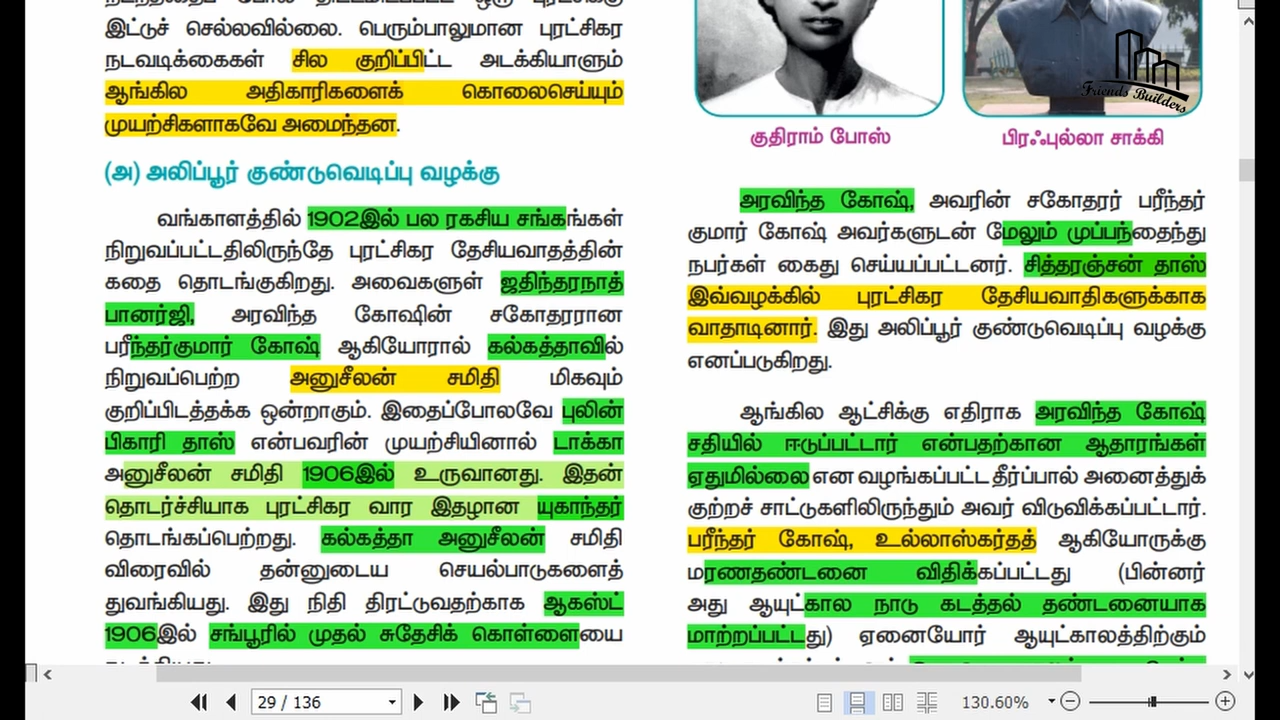 இட்டுச் செல்லவில்லை. பெரும்பாலுமான புரட்சிகர
நடவடிக்கைகள் சில குறிப்பிட்ட அடக்கியாளும்
ஆங்கில அதிகாரிகளைக் கொலைசெய்யும்
முயற்சிகளாகவே அமைந்தன.
(அ) அலிப்பூர் குண்டுவெடிப்பு வழக்கு
வங்காளத்தில் 1902இல் பல ரகசிய சங்கங்கள்
நிறுவப்பட்டதிலிருந்தே புரட்சிகர தேசியவாதத்தின்
கதை தொடங்குகிறது. அவைகளுள் ஜதிந்தரநாத்
பானர்ஜி, அரவிந்த கோஷின் சகோதரரான
பரீந்தர்குமார் கோஷ் ஆகியோரால் கல்கத்தாவில்
நிறுவப்பெற்ற அனுசீலன் சமிதி மிகவும்
குறிப்பிடத்தக்க ஒன்றாகும். இதைப்போலவே புலின்
பிகாரி தாஸ் என்பவரின் முயற்சியினால் டாக்கா
அனுசீலன் சமிதி 1906இல் உருவானது. இதன்
தொடர்ச்சியாக புரட்சிகர வார இதழான யுகாந்தர்
தொடங்கப்பெற்றது. கல்கத்தா அனுசீலன் சமிதி
விரைவில் தன்னுடைய செயல்பாடுகளைத்
துவங்கியது. இது நிதி திரட்டுவதற்காக ஆகஸ்ட்
1906இல் சங்பூரில் முதல் சுதேசிக் கொள்ளையை
Friends Builders
குதிராம் போஸ்
பிரஃபுல்லா சாக்கி
அரவிந்த கோஷ், அவரின் சகோதரர் பரீந்தர்
குமார் கோஷ் அவர்களுடன் மேலும் முப்பந்தைந்து
நபர்கள் கைது செய்யப்பட்டனர். சித்தரஞ்சன் தாஸ்
இவ்வழக்கில் புரட்சிகர தேசியவாதிகளுக்காக
வாதாடினார். இது அலிப்பூர் குண்டுவெடிப்பு வழக்கு
எனப்படுகிறது.
ஆங்கில ஆட்சிக்கு எதிராக அரவிந்த கோஷ்
சதியில் ஈடுபட்டார் என்பதற்கான ஆதாரங்கள்
ஏதுமில்லை என வழங்கப்பட்ட தீர்ப்பால் அனைத்துக்
குற்றச் சாட்டுகளிலிருந்தும் அவர் விடுவிக்கப்பட்டார்.
பரீந்தர் கோஷ், உல்லாஸ்கர்தத் ஆகியோருக்கு
மரணதண்டனை விதிக்கப்பட்டது (பின்னர்
அது ஆயுட்கால நாடு கடத்தல் தண்டனையாக
மாற்றப்பட்டது) ஏனையோர் ஆயுட்காலத்திற்கும்
29 / 136
130.60%